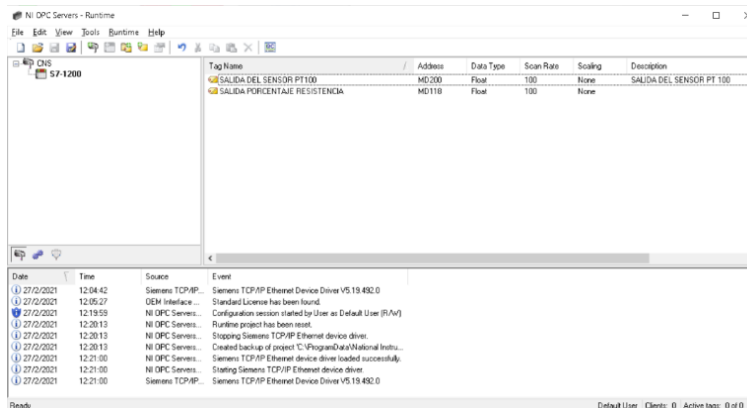 NI OPC Servers - Runtime
File Edit View Tools Runtime Help
CNS
S7-1200
Tag Name / Address Data Type Scan Rate Scaling Description
SALIDA DEL SENSOR PT100 MD200 Float 100 None SALIDA DEL SENSOR PT 100
SALIDA PORCENTAJE RESISTENCIA MD118 Float 100 None
Date Time Source Event
27/2/2021 12:04:42 Siemens TCP/IP... Siemens TCP/IP Ethernet Device Driver V5.19.492.0
27/2/2021 12:05:27 OEM Interface ... Standard License has been found.
27/2/2021 12:19:59 NI OPC Servers... Configuration session started by User as Default User (R/W)
27/2/2021 12:20:13 NI OPC Servers... Runtime project has been reset.
27/2/2021 12:20:13 NI OPC Servers... Stopping Siemens TCP/IP Ethernet device driver.
27/2/2021 12:20:13 NI OPC Servers... Created backup of project 'C:\ProgramData\National Instru...
27/2/2021 12:21:00 NI OPC Servers... Siemens TCP/IP Ethernet device driver loaded successfully.
27/2/2021 12:21:00 NI OPC Servers... Starting Siemens TCP/IP Ethernet device driver.
27/2/2021 12:21:00 Siemens TCP/IP... Siemens TCP/IP Ethernet Device Driver V5.19.492.0
Ready Default User Clients: 0 Active tags: 0 of 0